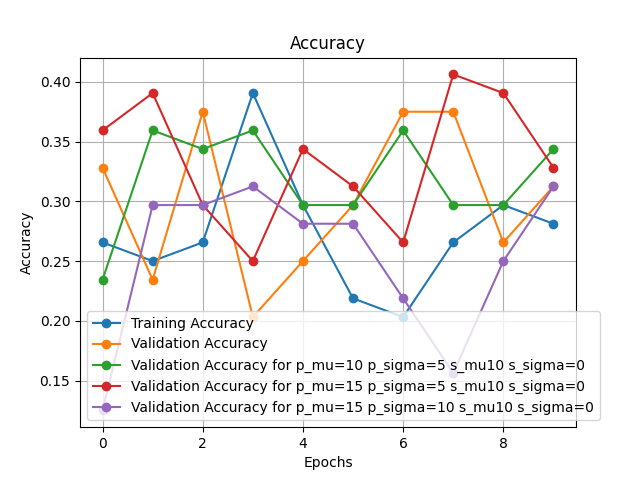 Accuracy
0.40
0.35
0.30
0.25
0.20
0.15
Accuracy
Training Accuracy
Validation Accuracy
Validation Accuracy for p_mu=10 p_sigma=5 s_mu10 s_sigma=0
Validation Accuracy for p_mu=15 p_sigma=5 s_mu10 s_sigma=0
Validation Accuracy for p_mu=15 p_sigma=10 s_mu10 s_sigma=0
0 2 4 6 8
Epochs